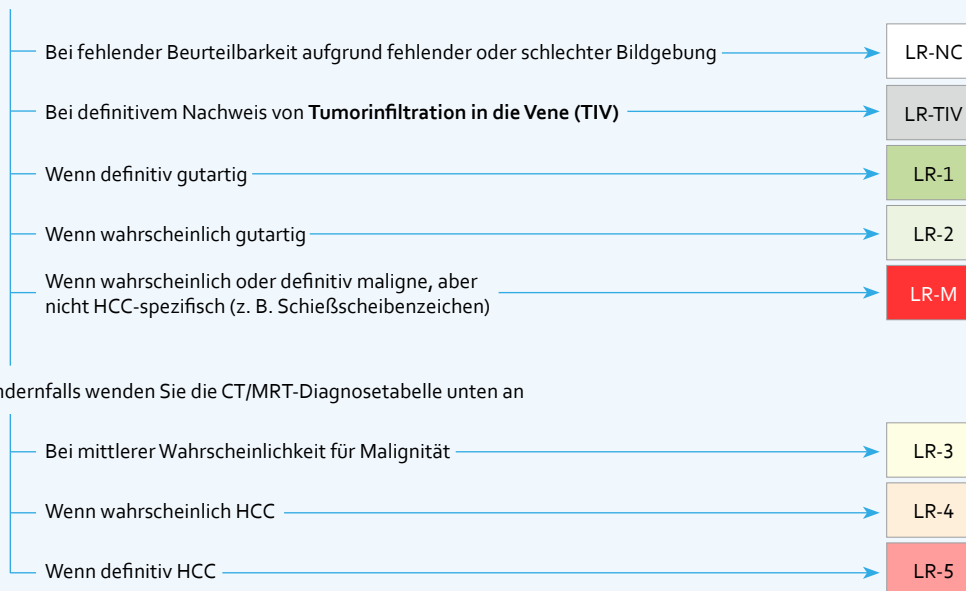 Bei fehlender Beurteilbarkeit aufgrund fehlender oder schlechter Bildgebung LR-NC
Bei definitivem Nachweis von Tumorinfiltration in die Vene (TIV) LR-TIV
Wenn definitiv gutartig LR-1
Wenn wahrscheinlich gutartig LR-2
Wenn wahrscheinlich oder definitiv maligne, aber
nicht HCC-spezifisch (z. B. Schießscheibenzeichen) LR-M
ndernfalls wenden Sie die CT/MRT-Diagnosetabelle unten an
Bei mittlerer Wahrscheinlichkeit für Malignität LR-3
Wenn wahrscheinlich HCC LR-4
Wenn definitiv HCC LR-5